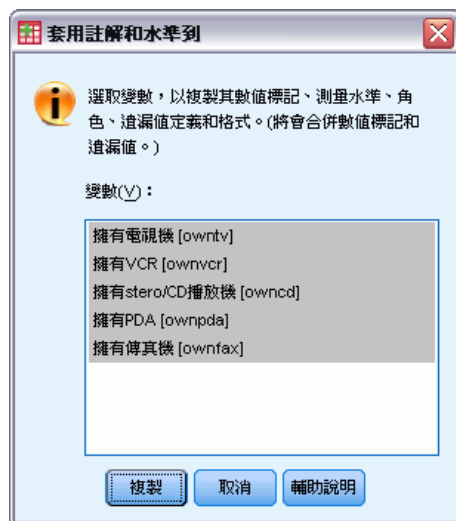 套用註解和水準到
選取變數，以複製其數值標記、測量水準、角
色、遺漏值定義和格式。(將會合併數值標記和
遺漏值。)
變數(V)：
擁有電視機 [owntv]
擁有VCR [ownvcr]
擁有stero/CD播放機 [owncd]
擁有PDA [ownpda]
擁有傳真機 [ownfax]
複製 取消 輔助說明